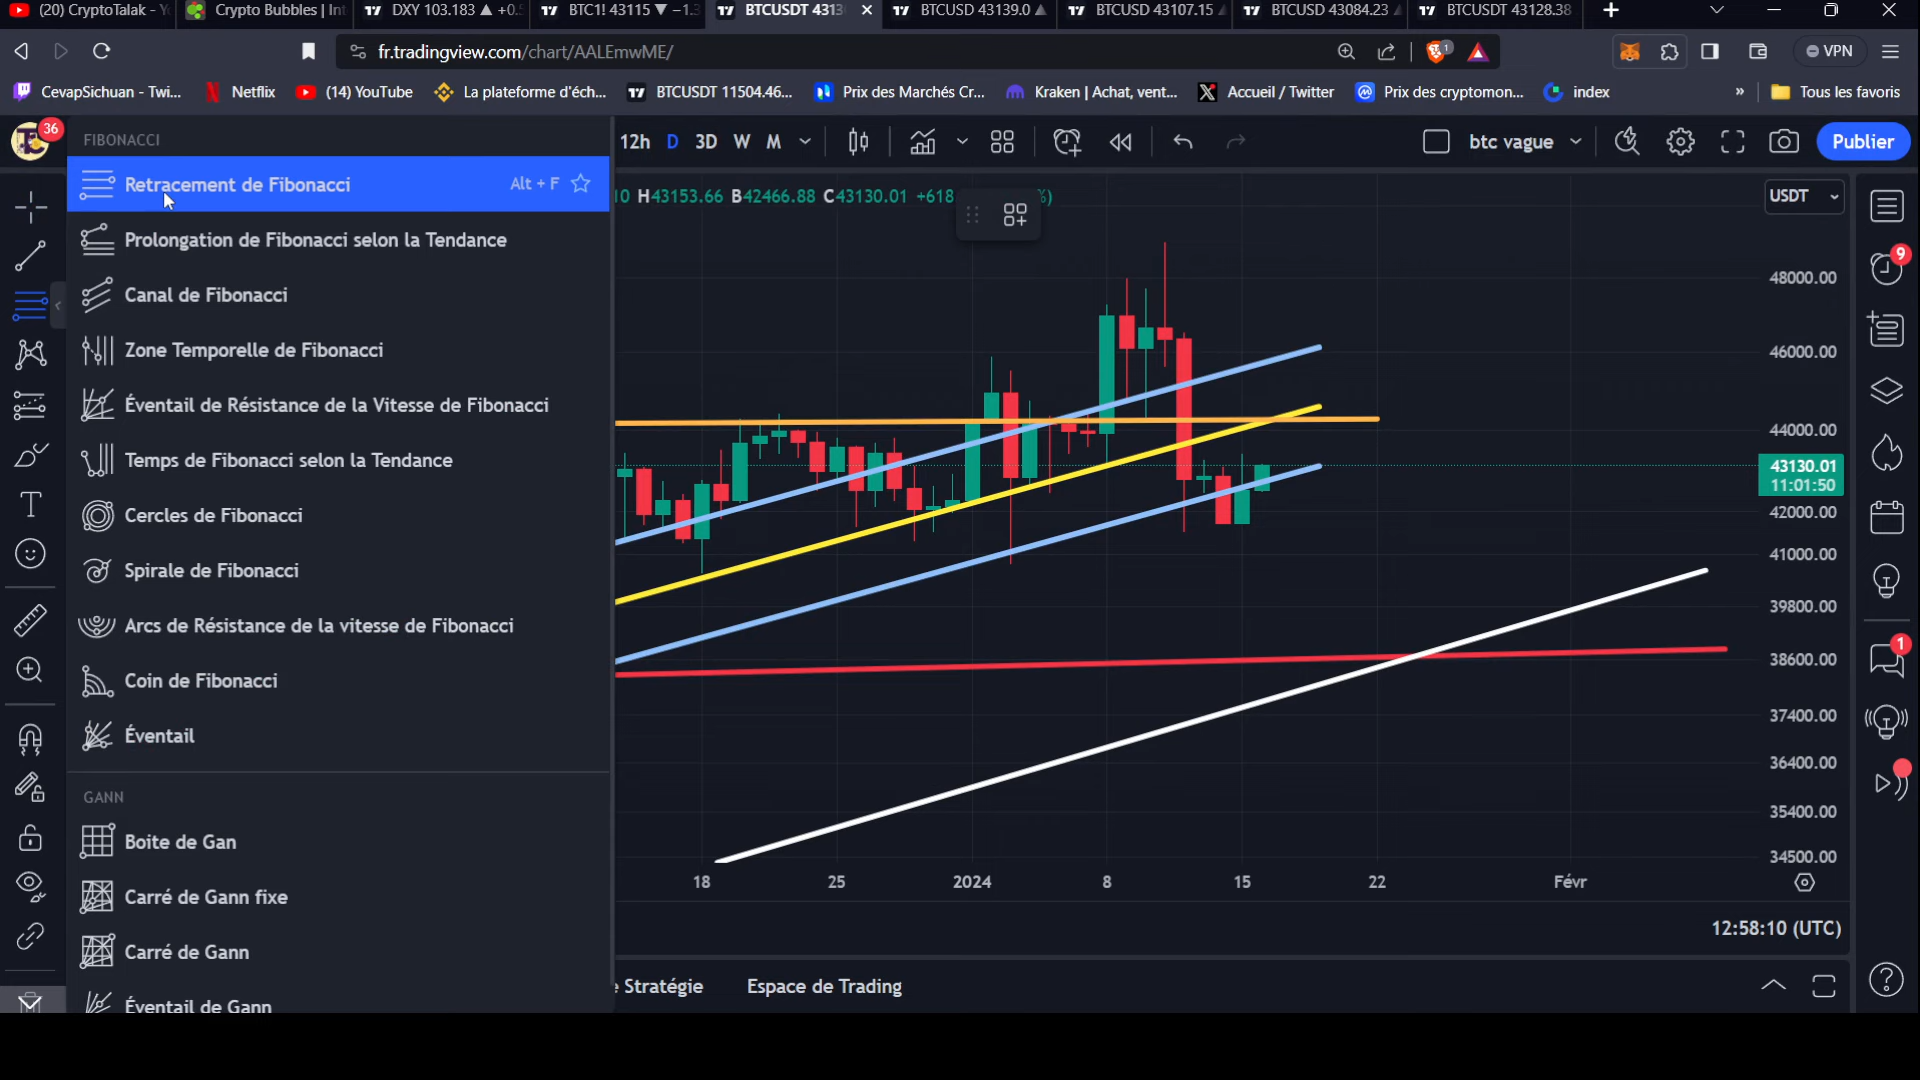 (20) CryptoTalak - Y
Crypto Bubbles | Int
DXY 103.183 ▲ +0.5
BTC1! 43115 ▼ −1.3
BTCUSDT 4313
BTCUSD 43139.0 ▲
BTCUSD 43107.15
BTCUSD 43084.23
BTCUSDT 43128.38
fr.tradingview.com/chart/AALEmwME/
1
VPN
CevapSichuan - Twi...
Netflix
(14) YouTube
La plateforme d'éch...
BTCUSDT 11504.46...
Prix des Marchés Cr...
Kraken | Achat, vent...
Accueil / Twitter
Prix des cryptomon...
index
»
Tous les favoris
36
FIBONACCI
12h D 3D W M
btc vague
Publier
Retracement de Fibonacci Alt + F
10 H43153.66 B42466.88 C43130.01 +618 %)
USDT
Prolongation de Fibonacci selon la Tendance
Canal de Fibonacci
Zone Temporelle de Fibonacci
Éventail de Résistance de la Vitesse de Fibonacci
Temps de Fibonacci selon la Tendance
Cercles de Fibonacci
Spirale de Fibonacci
Arcs de Résistance de la vitesse de Fibonacci
Coin de Fibonacci
Éventail
GANN
Boite de Gan
Carré de Gann fixe
Carré de Gann
Éventail de Gann
48000.00
46000.00
44000.00
43130.01
11:01:50
42000.00
41000.00
39800.00
38600.00
37400.00
36400.00
35400.00
34500.00
9
1
18 25 2024 8 15 22 Févr
12:58:10 (UTC)
Stratégie
Espace de Trading